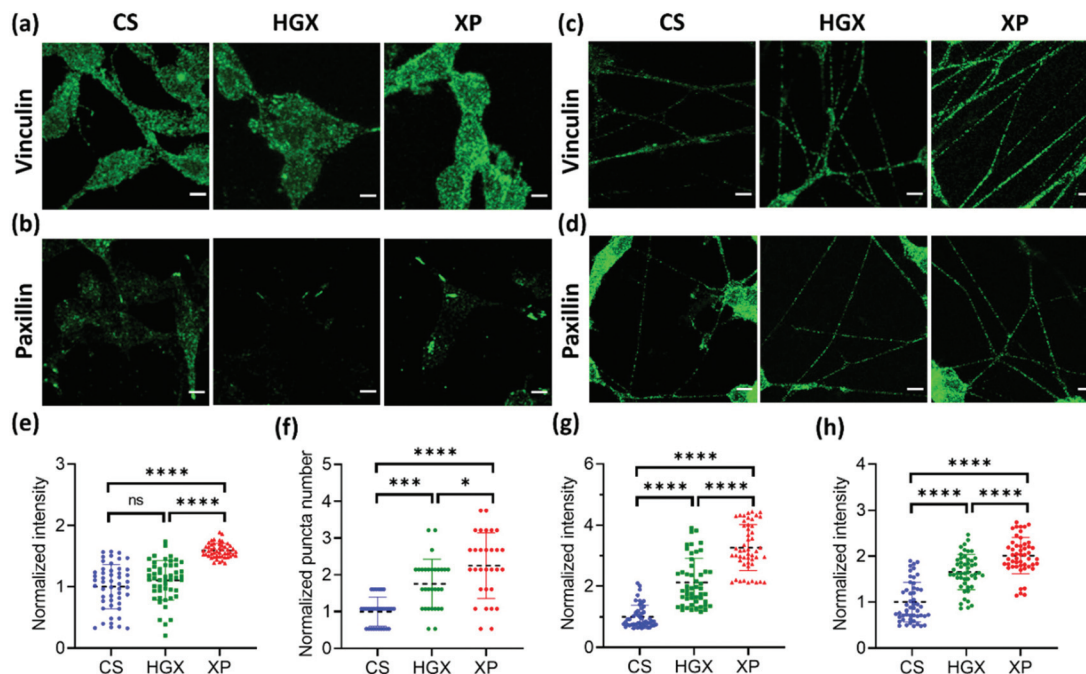 (a) CS HGX XP (c) CS HGX XP
Vinculin Vinculin
(b) (d)
Paxillin Paxillin
(e) (f) (g) (h)
Normalized intensity
3
2
1
0
ns
****
****
CS HGX XP
Normalized puncta number
4
3
2
1
0
****
***
*
CS HGX XP
Normalized intensity
6
4
2
0
****
****
****
CS HGX XP
Normalized intensity
4
3
2
1
0
****
****
****
CS HGX XP